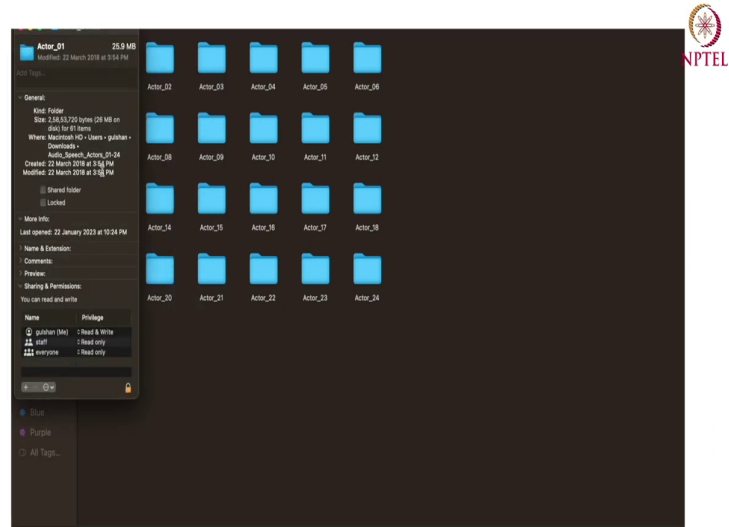 NPTEL
Actor_01 25.9 MB
Modified: 22 March 2018 at 3:54 PM
Add Tags...
General:
Kind: Folder
Size: 2,58,53,720 bytes (26 MB on
disk) for 61 items
Where: Macintosh HD • Users • gulshan •
Downloads •
Audio_Speech_Actors_01-24
Created: 22 March 2018 at 3:54 PM
Modified: 22 March 2018 at 3:54 PM
Shared folder
Locked
More Info:
Last opened: 22 January 2023 at 10:24 PM
Name & Extension:
Comments:
Preview:
Sharing & Permissions:
You can read and write
Name Privilege
gulshan (Me) Read & Write
staff Read only
everyone Read only
Blue
Purple
All Tags...
Actor_02 Actor_03 Actor_04 Actor_05 Actor_06
Actor_08 Actor_09 Actor_10 Actor_11 Actor_12
Actor_14 Actor_15 Actor_16 Actor_17 Actor_18
Actor_20 Actor_21 Actor_22 Actor_23 Actor_24